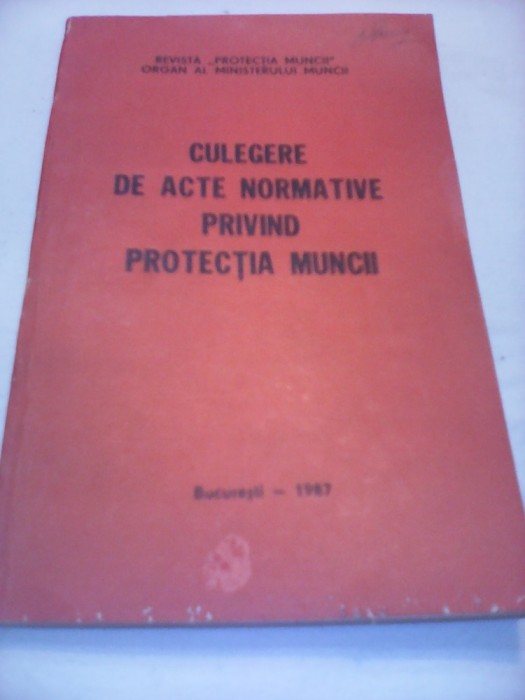 REVISTA „PROTECȚIA MUNCII"
ORGAN AL MINISTERULUI MUNCII
CULEGERE
DE ACTE NORMATIVE
PRIVIND
PROTECȚIA MUNCII
București – 1987